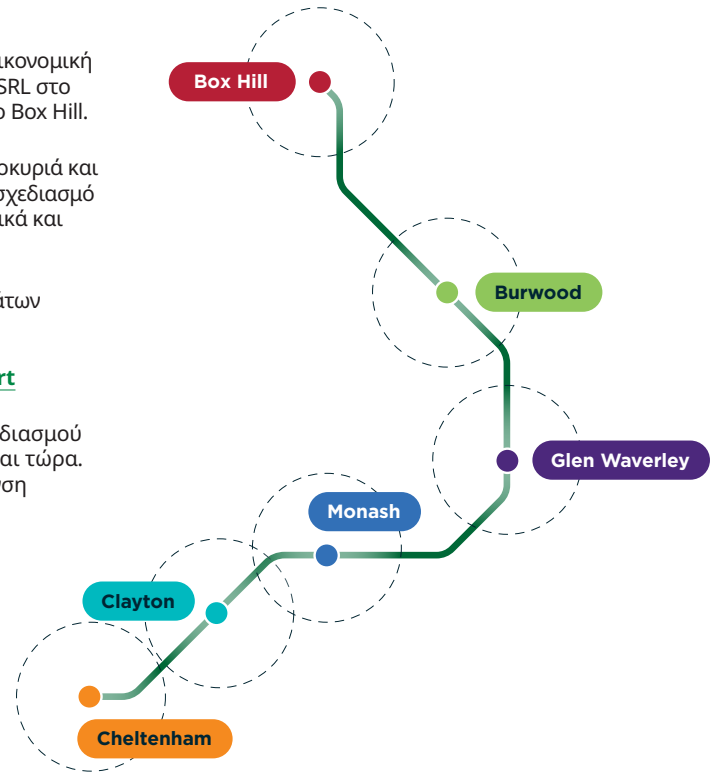 ικονομική
SRL στο
ο Box Hill.
οκυριά και
σχεδιασμό
ικά και
άτων
rt
διασμού
αι τώρα.
νση
Box Hill
Burwood
Glen Waverley
Monash
Clayton
Cheltenham